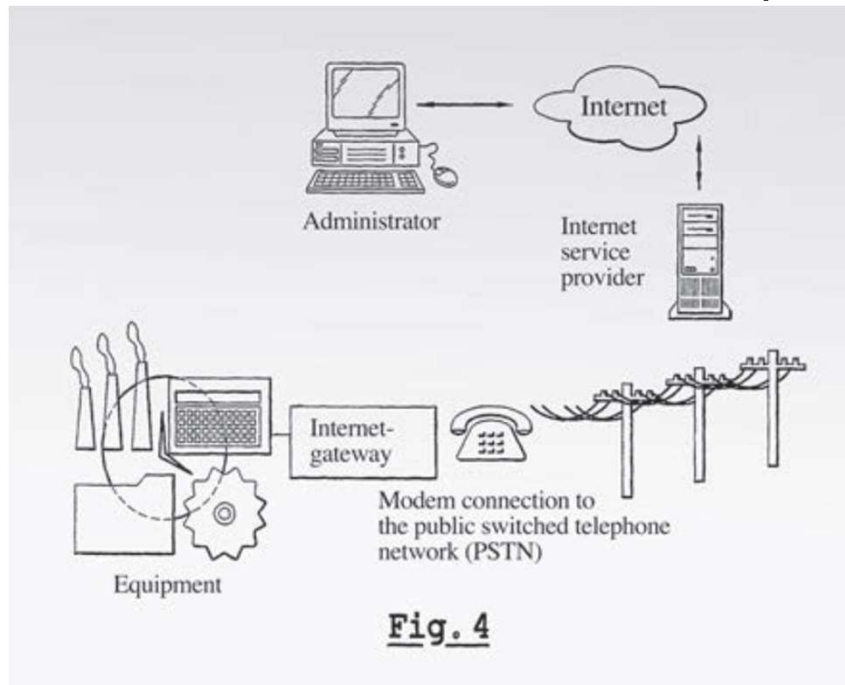 Internet
Administrator
Internet
service
provider
Internet-
gateway
Modem connection to
the public switched telephone
network (PSTN)
Equipment
Fig. 4